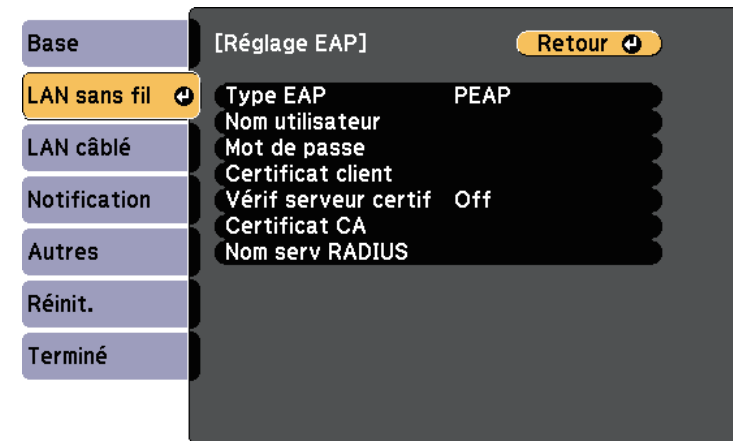 Base
LAN sans fil
LAN câblé
Notification
Autres
Réinit.
Terminé
[Réglage EAP] Retour
Type EAP PEAP
Nom utilisateur
Mot de passe
Certificat client
Vérif serveur certif Off
Certificat CA
Nom serv RADIUS